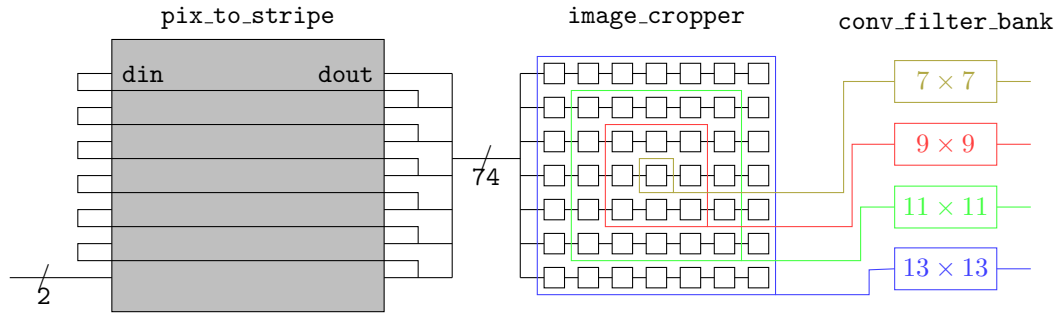 pix_to_stripe
image_cropper
conv_filter_bank
din
dout
7 × 7
9 × 9
74
11 × 11
13 × 13
2